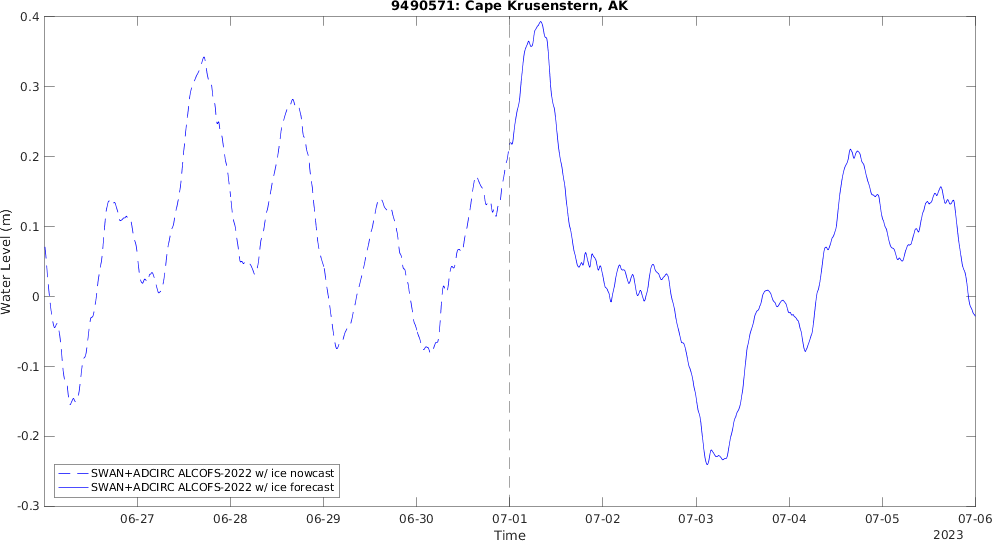 9490571: Cape Krusenstern, AK
0.4
0.3
0.2
0.1
0
-0.1
-0.2
-0.3
Water Level (m)
SWAN+ADCIRC ALCOFS-2022 w/ ice nowcast
SWAN+ADCIRC ALCOFS-2022 w/ ice forecast
06-27 06-28 06-29 06-30 07-01 07-02 07-03 07-04 07-05 07-06
Time
2023